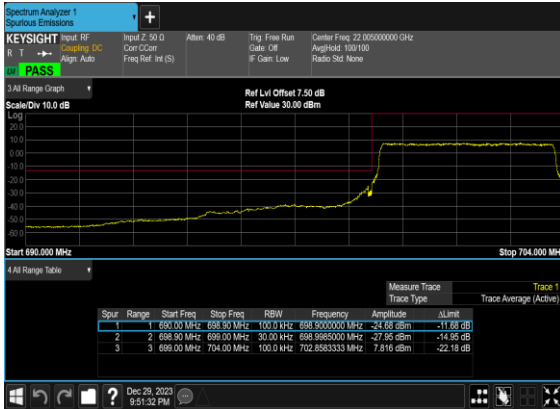 Spectrum Analyzer 1
Spurious Emissions
+
KEYSIGHT Input: RF Input Z: 50 Ω Atten: 40 dB Trig: Free Run Center Freq: 22.005000000 GHz
R T Coupling: DC Corr CCorr Gate: Off Avg|Hold: 100/100
Align: Auto Freq Ref: Int (S) IF Gain: Low Radio Std: None
PASS
3 All Range Graph
Ref Lvl Offset 7.50 dB
Scale/Div 10.0 dB Ref Value 30.00 dBm
Log
20.0
10.0
0.00
-10.0
-20.0
-30.0
-40.0
-50.0
-60.0
Start 690.000 MHz Stop 704.000 MH
4 All Range Table
Measure Trace Trace 1
Trace Type Trace Average (Active)
Spur Range Start Freq Stop Freq RBW Frequency Amplitude ΔLimit
1 1 690.00 MHz 698.90 MHz 100.0 kHz 698.9000000 MHz -24.68 dBm -11.68 dB
2 2 698.90 MHz 699.00 MHz 30.00 kHz 698.9985000 MHz -27.95 dBm -14.95 dB
3 3 699.00 MHz 704.00 MHz 100.0 kHz 702.8583333 MHz 7.816 dBm -22.18 dB
? Dec 29, 2023
9:51:32 PM